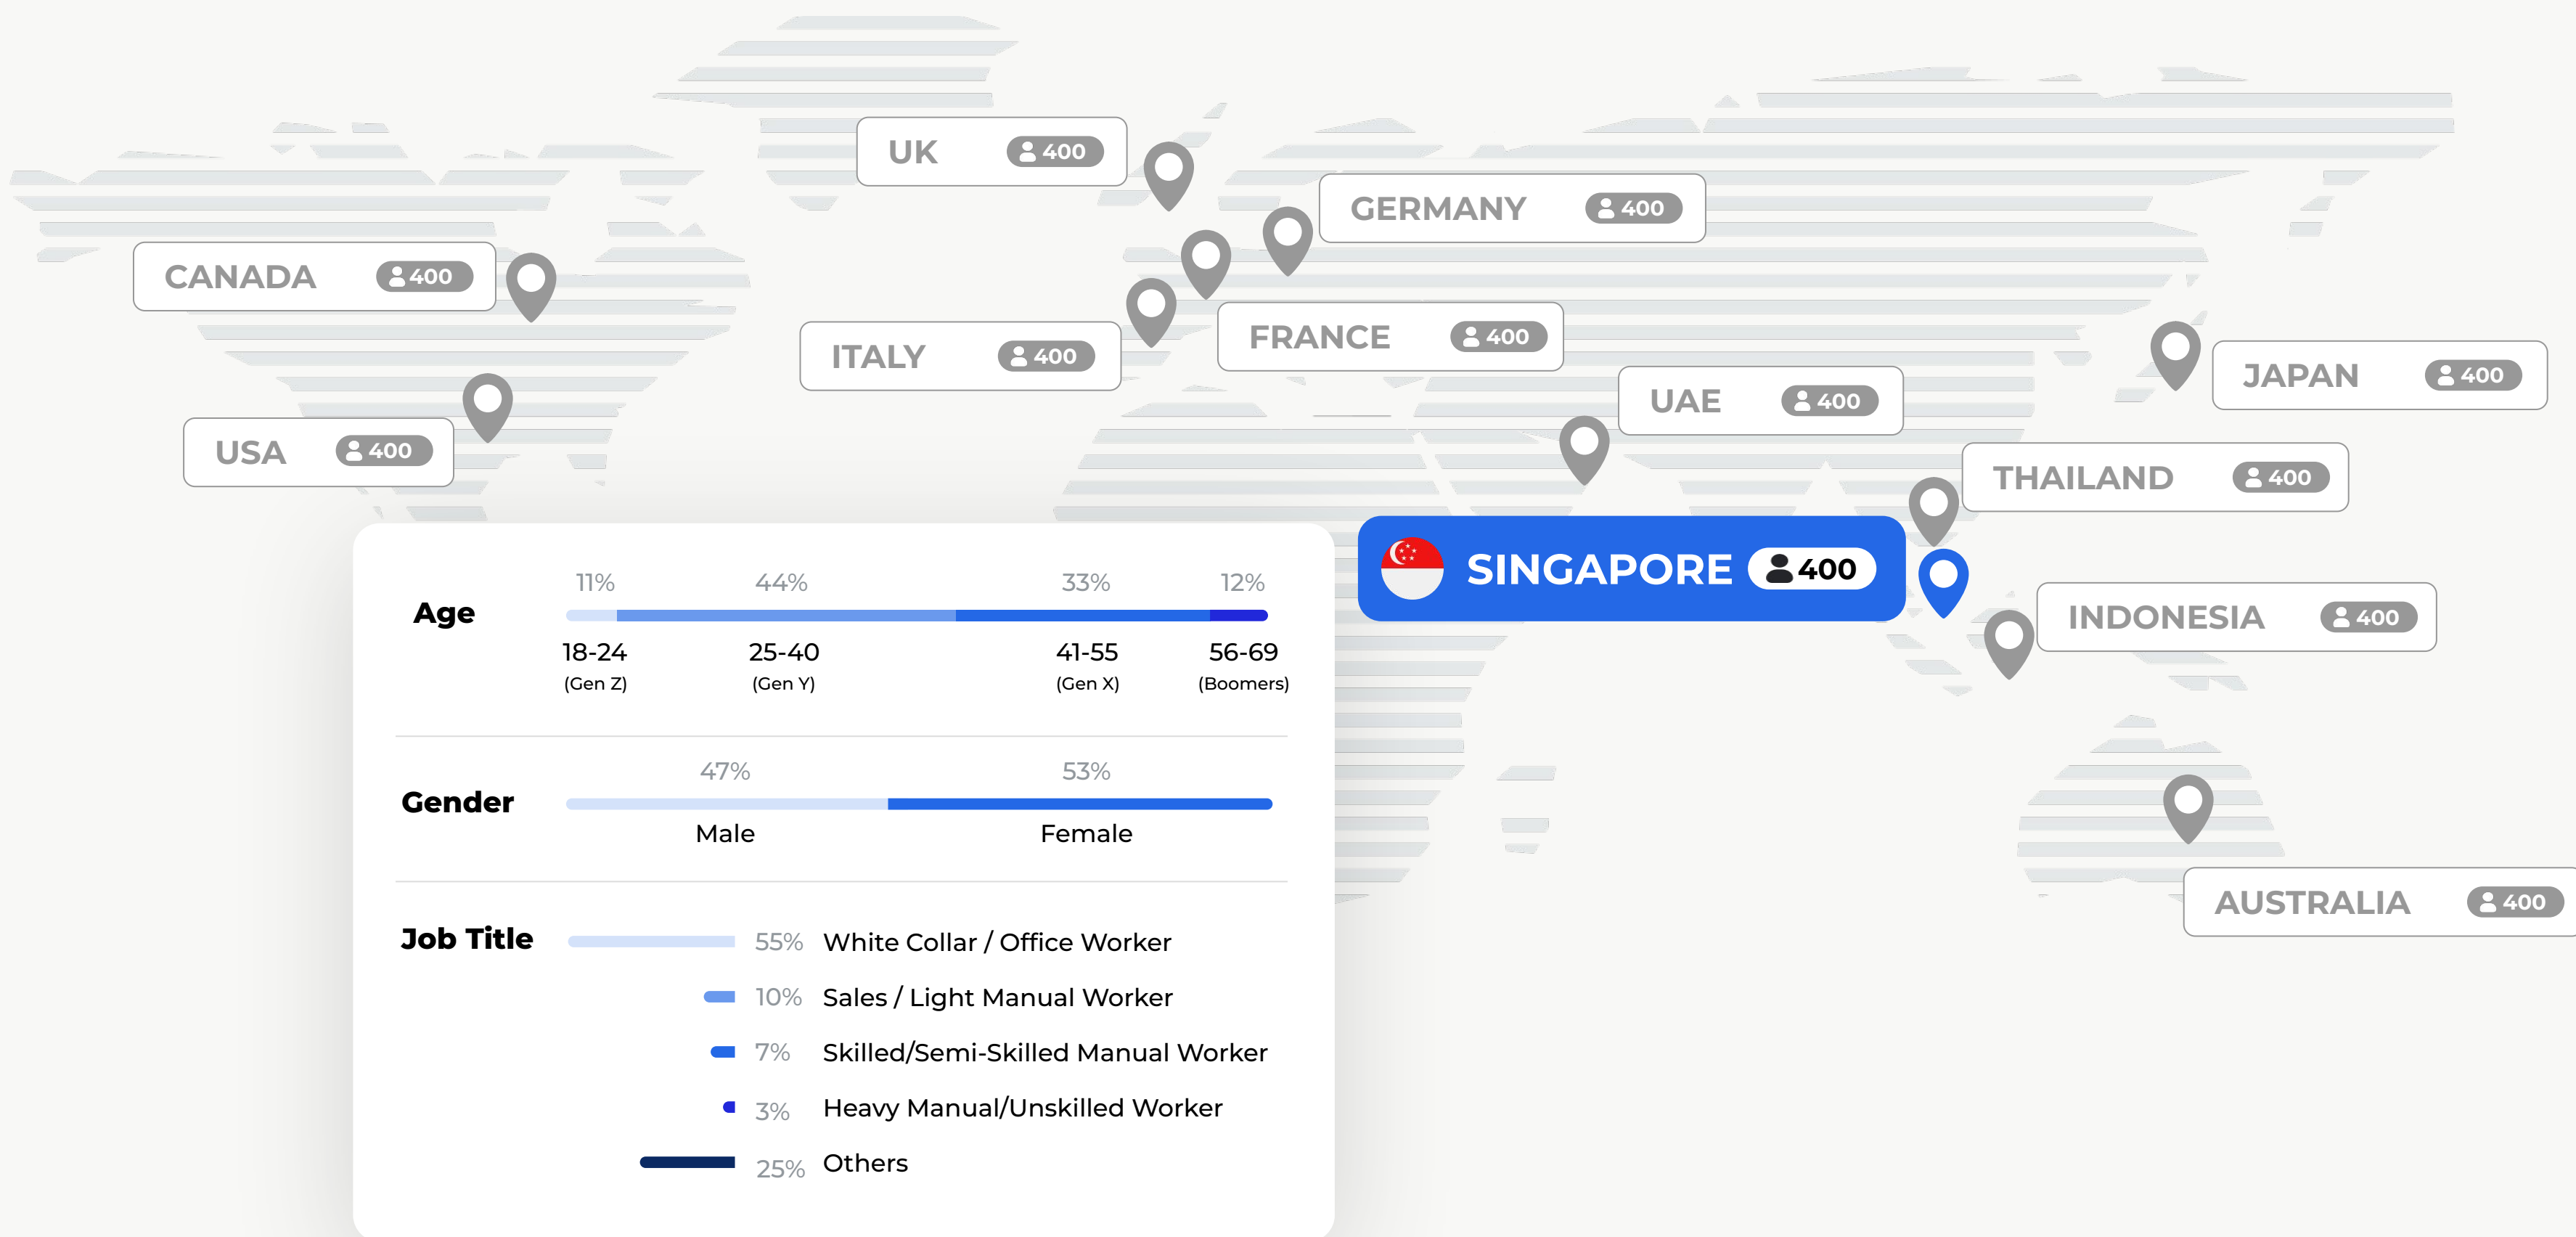 UK 400
GERMANY 400
CANADA 400
FRANCE 400
ITALY 400
JAPAN 400
UAE 400
USA 400
THAILAND 400
SINGAPORE 400
INDONESIA 400
AUSTRALIA 400
Age
11% 44% 33% 12%
18-24 25-40 41-55 56-69
(Gen Z) (Gen Y) (Gen X) (Boomers)
Gender
47% 53%
Male Female
Job Title
55% White Collar / Office Worker
10% Sales / Light Manual Worker
7% Skilled/Semi-Skilled Manual Worker
3% Heavy Manual/Unskilled Worker
25% Others